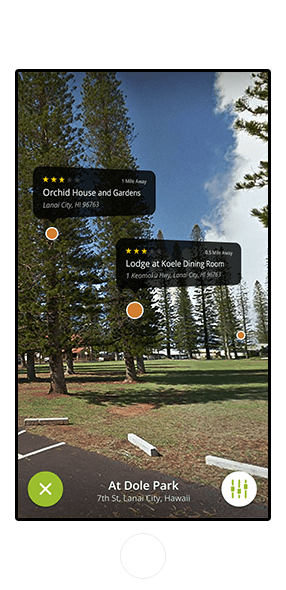 1 Mile Away
Orchid House and Gardens
Lanai City, HI 96763
0.5 Mile Away
Lodge at Koele Dining Room
1 Keomoku Hwy, Lanai City, HI 96763
At Dole Park
7th St, Lanai City, Hawaii